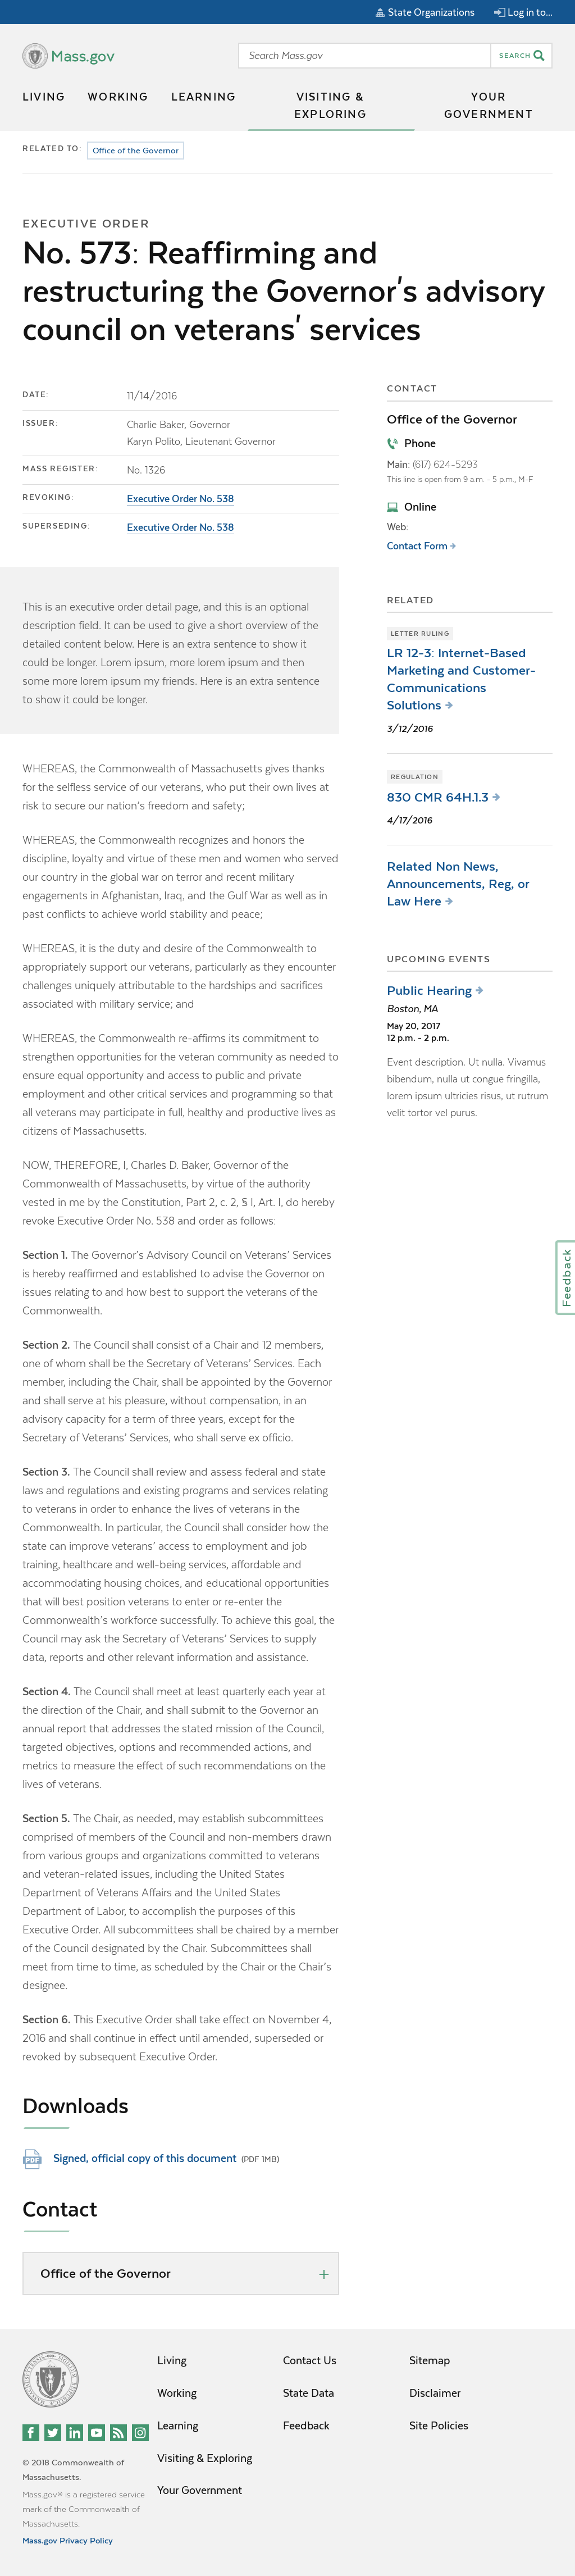 State Organizations Log in to...
Mass.gov
Search Mass.gov SEARCH
LIVING WORKING LEARNING VISITING & EXPLORING YOUR GOVERNMENT
RELATED TO: Office of the Governor
EXECUTIVE ORDER
No. 573: Reaffirming and
restructuring the Governor's advisory
council on veterans' services
DATE: 11/14/2016
ISSUER: Charlie Baker, Governor
Karyn Polito, Lieutenant Governor
MASS REGISTER: No. 1326
REVOKING: Executive Order No. 538
SUPERSEDING: Executive Order No. 538
This is an executive order detail page, and this is an optional
description field. It can be used to give a short overview of the
detailed content below. Here an extra sentence to show it
could be longer. Lorem ipsum, more lorem ipsum and then
some more lorem ipsum my friends. Here is an extra sentence
to show it could be longer.
WHEREAS, the Commonwealth of Massachusetts gives thanks
for the selfless service of our veterans, who put their own lives at
risk to secure our nation's freedom and safety;
WHEREAS, the Commonwealth recognizes and honors the
discipline, loyalty and virtue of these men and women who served
our country in the global war on terror and recent military
engagements in Afghanistan, Iraq, and the Gulf War as well as in
past conflicts to achieve world stability and peace;
WHEREAS, it is the duty and desire of the Commonwealth to
appropriately support our veterans, particularly as they encounter
challenges uniquely attributable to the hardships and sacrifices
associated with military service; and
WHEREAS, the Commonwealth re-affirms its commitment to
strengthen opportunities for the veteran community as needed to
ensure equal opportunity and access to public and private
employment and other critical services and programming so that
all veterans may participate in full, healthy and productive lives as
citizens of Massachusetts.
NOW, THEREFORE, I, Charles D. Baker, Governor of the
Commonwealth of Massachusetts, by virtue of the authority
vested in me by the Constitution, Part 2, c. 2, § I, Art. I, do hereby
revoke Executive Order No. 538 and order as follows:
Section 1. The Governor's Advisory Council on Veterans' Services
is hereby reaffirmed and established to advise the Governor on
issues relating to and how best to support the veterans of the
Commonwealth.
Section 2. The Council shall consist of a Chair and 12 members,
one of whom shall be the Secretary of Veterans' Services. Each
member, including the Chair, shall be appointed by the Governor
and shall serve at his pleasure, without compensation, in an
advisory capacity for a term of three years, except for the
Secretary of Veterans' Services, who shall serve ex officio.
Section 3. The Council shall review and assess federal and state
laws and regulations and existing programs and services relating
to veterans in order to enhance the lives of veterans in the
Commonwealth. In particular, the Council shall consider how the
state can improve veterans' access to employment and job
training, healthcare and well-being services, affordable and
accommodating housing choices, and educational opportunities
that will best position veterans to enter or re-enter the
Commonwealth's workforce successfully. To achieve this goal, the
Council may ask the Secretary of Veterans' Services to supply
data, reports and other relevant information and assistance.
Section 4. The Council shall meet at least quarterly each year at
the direction of the Chair, and shall submit to the Governor an
annual report that addresses the stated mission of the Council,
targeted objectives, options and recommended actions, and
metrics to measure the effect of such recommendations on the
lives of veterans.
Section 5. The Chair, as needed, may establish subcommittees
comprised of members of the Council and non-members drawn
from various groups and organizations committed to veterans
and veteran-related issues, including the United States
Department of Veterans Affairs and the United States
Department of Labor, to accomplish the purposes of this
Executive Order. All subcommittees shall be chaired by a member
of the Council designated by the Chair. Subcommittees shall
meet from time to time, as scheduled by the Chair or the Chair's
designee.
Section 6. This Executive Order shall take effect on November 4,
2016 and shall continue in effect until amended, superseded or
revoked by subsequent Executive Order.
Downloads
PDF Signed, official copy of this document (PDF 1MB)
Contact
Office of the Governor
CONTACT
Office of the Governor
Phone
Main: (617) 624-5293
This line is open from 9 a.m. - 5 p.m., M-F
Online
Web:
Contact Form
RELATED
LETTER RULING
LR 12-3: Internet-Based
Marketing and Customer-
Communications
Solutions
3/12/2016
REGULATION
830 CMR 64H.1.3
4/17/2016
Related Non News,
Announcements, Reg, or
Law Here
UPCOMING EVENTS
Public Hearing
Boston, MA
May 20, 2017
12 p.m. - 2 p.m.
Event description. Ut nulla. Vivamus
bibendum, nulla ut congue fringilla,
lorem ipsum ultricies risus, ut rutrum
velit tortor vel purus.
Feedback
Living
Working
Learning
Visiting & Exploring
Your Government
Contact Us
State Data
Feedback
Sitemap
Disclaimer
Site Policies
© 2018 Commonwealth of
Massachusetts.
Mass.gov® is a registered service
mark of the Commonwealth of
Massachusetts.
Mass.gov Privacy Policy